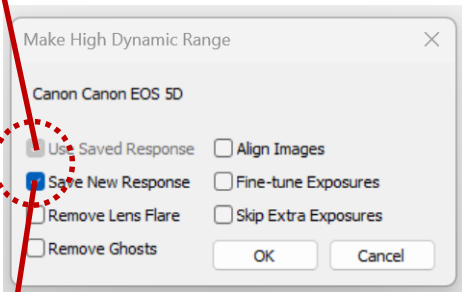 Make High Dynamic Range
Canon Canon EOS 5D
Use Saved Response Align Images
Save New Response Fine-tune Exposures
Remove Lens Flare Skip Extra Exposures
Remove Ghosts OK Cancel